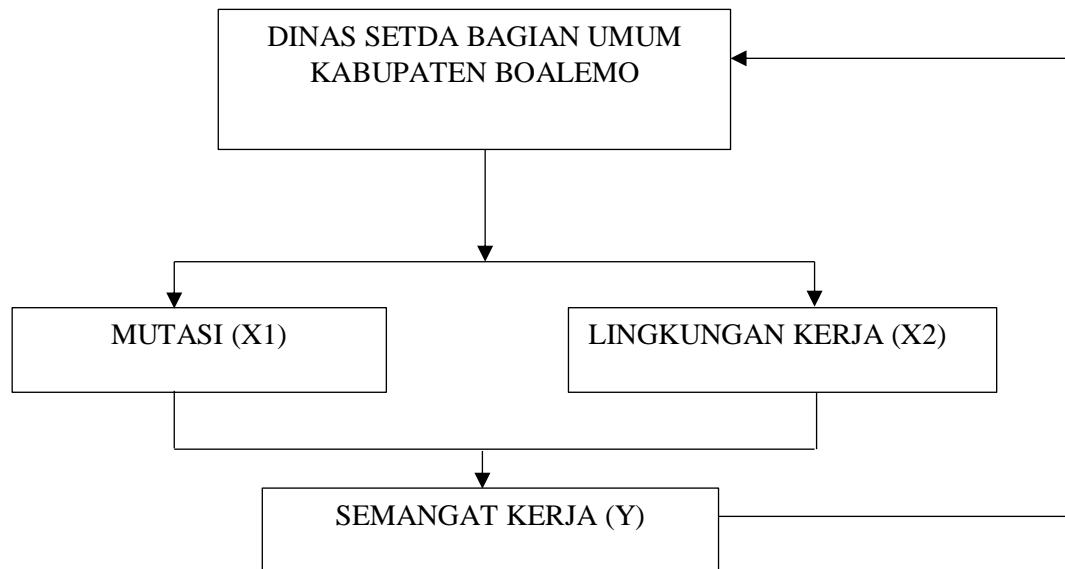 DINAS SETDA BAGIAN UMUM
KABUPATEN BOALEMO
MUTASI (X1)
LINGKUNGAN KERJA (X2)
SEMANGAT KERJA (Y)